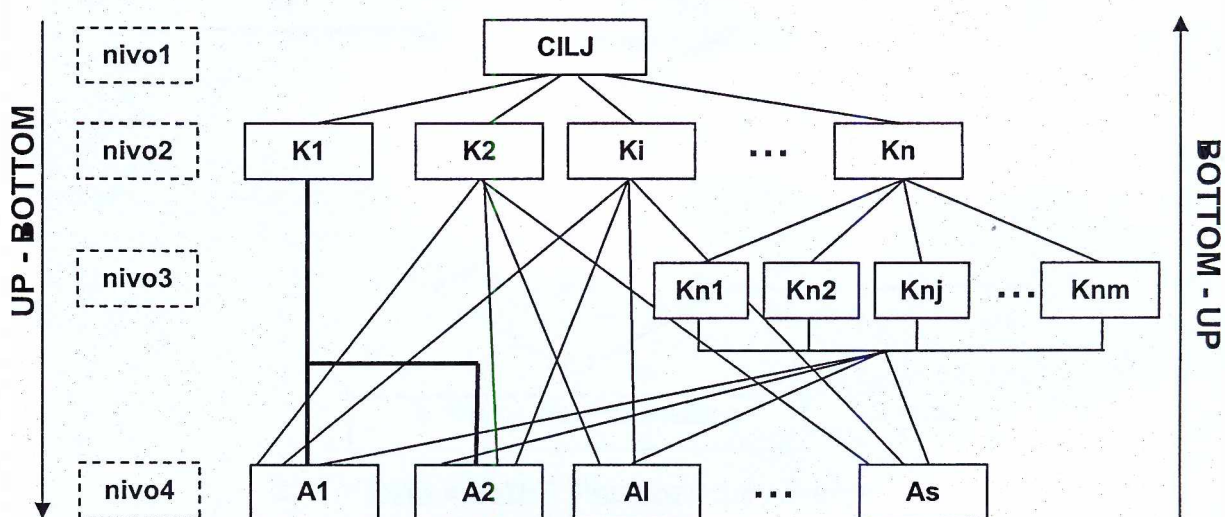 nivo1 CILJ
nivo2 K1 K2 Ki ... Kn
nivo3 Kn1 Kn2 Knj ... Knm
nivo4 A1 A2 Al ... As
UP - BOTTOM
BOTTOM - UP